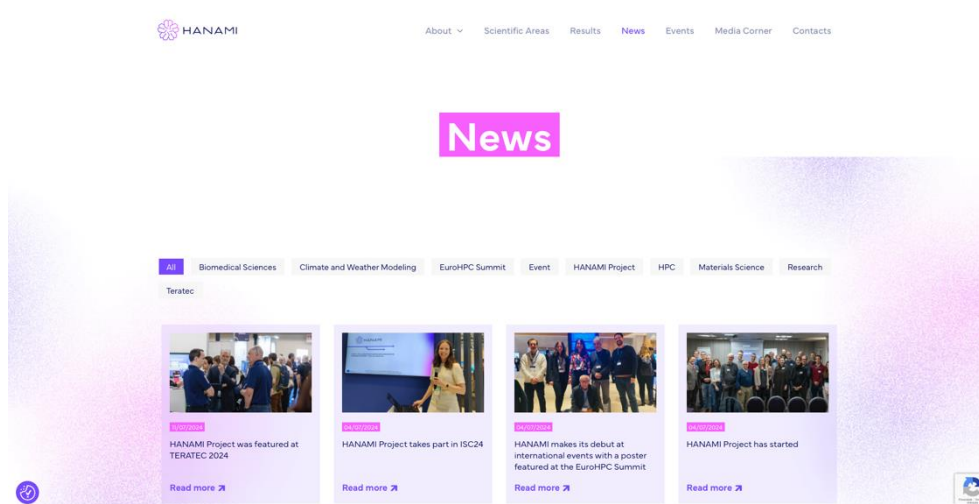 HANAMI
About Scientific Areas Results News Events Media Corner Contacts
News
All Biomedical Sciences Climate and Weather Modeling EuroHPC Summit Event HANAMI Project HPC Materials Science Research
Teratec
11/07/2024 04/07/2024 04/07/2024 04/07/2024
HANAMI Project was featured at
TERATEC 2024
HANAMI Project takes part in ISC24
HANAMI makes its debut at
international events with a poster
featured at the EuroHPC Summit
HANAMI Project has started
Read more Read more Read more Read more